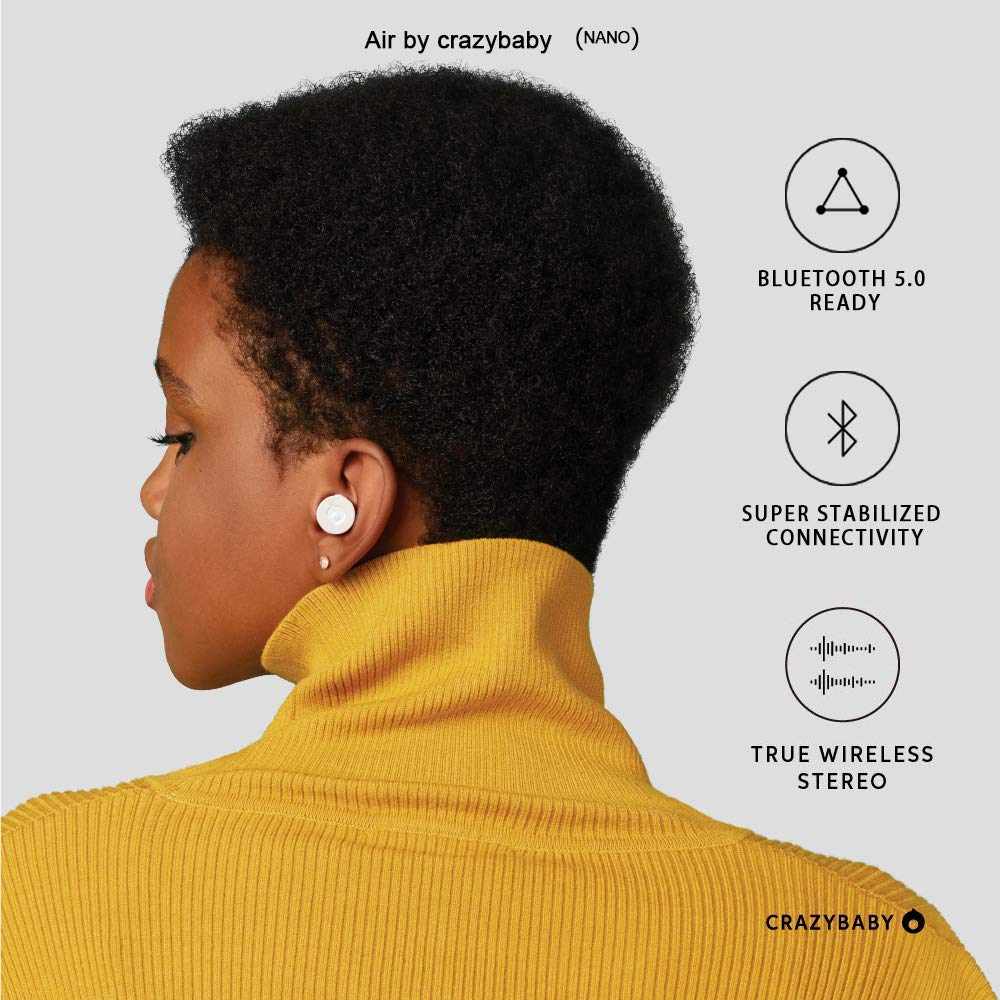 Air by crazybaby (NANO)
BLUETOOTH 5.0
READY
SUPER STABILIZED
CONNECTIVITY
TRUE WIRELESS
STEREO
CRAZYBABY